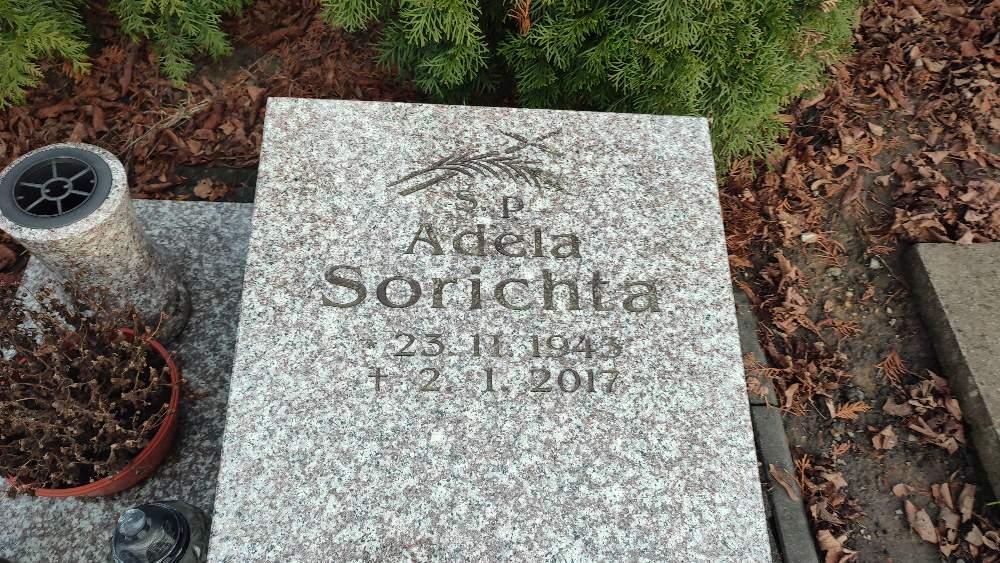 Ś. P.
Adela
Sorichta
* 23. 11. 1943
† 2. 1. 2017